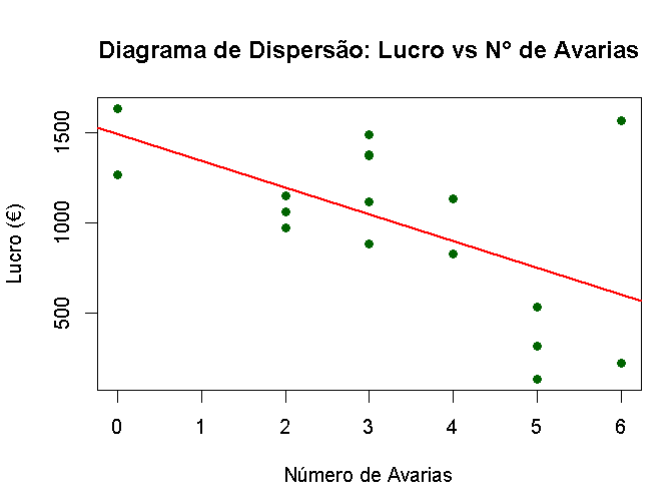 Diagrama de Dispersão: Lucro vs Nº de Avarias
1500
1000
500
Lucro (€)
0 1 2 3 4 5 6
Número de Avarias